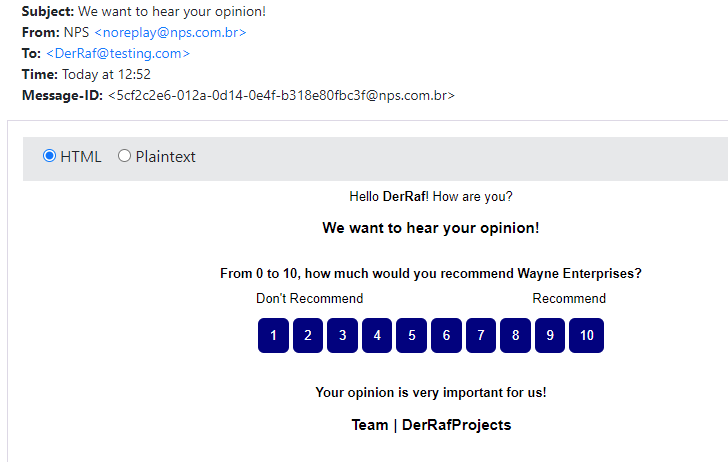 Subject: We want to hear your opinion!
From: NPS <noreplay@nps.com.br>
To: <DerRaf@testing.com>
Time: Today at 12:52
Message-ID: <5cf2c2e6-012a-0d14-0e4f-b318e80fbc3f@nps.com.br>
HTML Plaintext
Hello DerRaf! How are you?
We want to hear your opinion!
From 0 to 10, how much would you recommend Wayne Enterprises?
Don't Recommend Recommend
1 2 3 4 5 6 7 8 9 10
Your opinion is very important for us!
Team | DerRafProjects